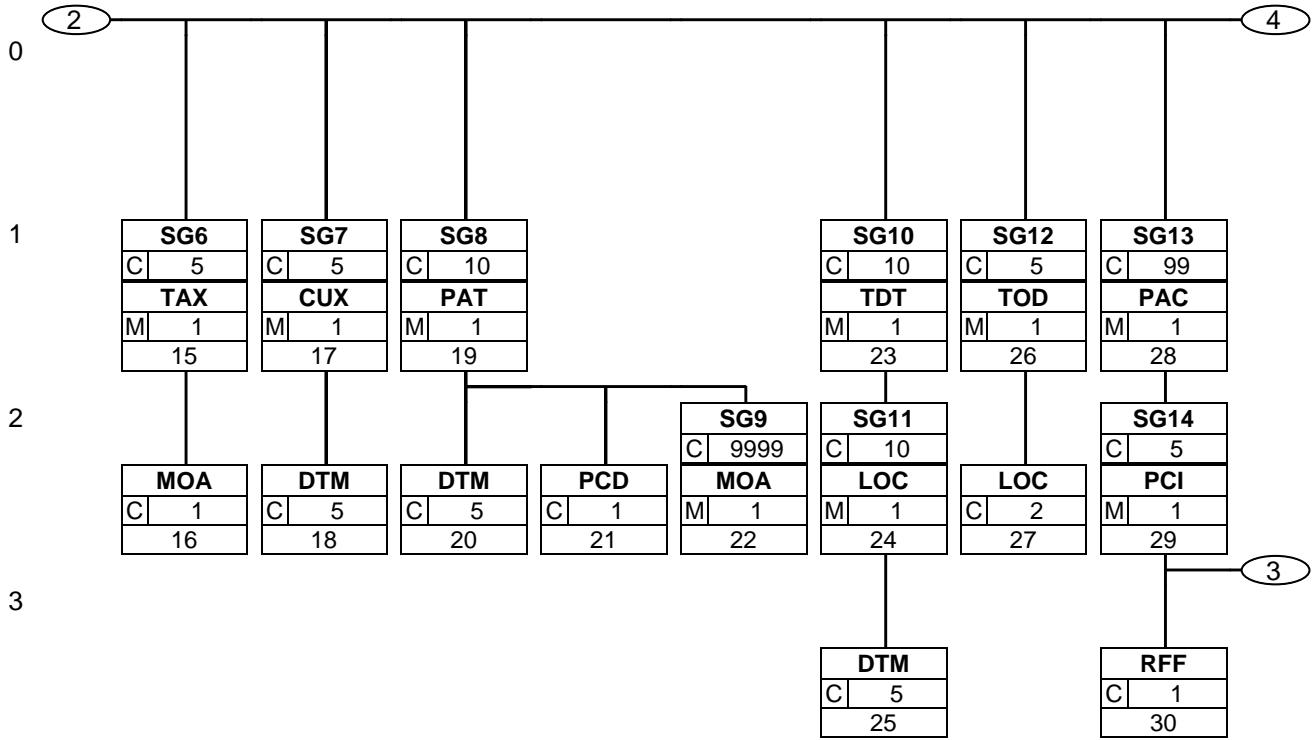 2 4
0
1
SG6 SG7 SG8 SG10 SG12 SG13
C 5 C 5 C 10 C 10 C 5 C 99
TAX CUX PAT TDT TOD PAC
M 1 M 1 M 1 M 1 M 1 M 1
15 17 19 23 26 28
2
SG9 SG11 SG14
C 9999 C 10 C 5
MOA DTM DTM PCD MOA LOC LOC PCI
C 1 C 5 C 5 C 1 M 1 M 1 C 2 M 1
16 18 20 21 22 24 27 29
3
3
DTM RFF
C 5 C 1
25 30